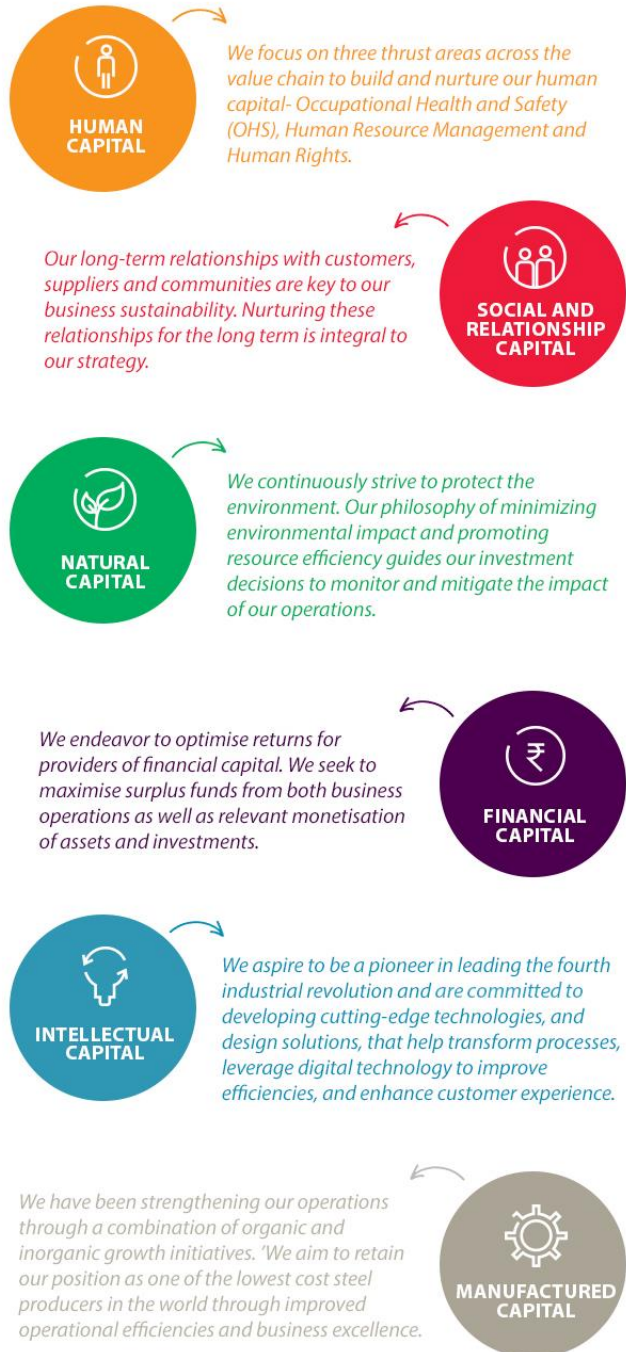 HUMAN
CAPITAL
We focus on three thrust areas across the
value chain to build and nurture our human
capital- Occupational Health and Safety
(OHS), Human Resource Management and
Human Rights.
Our long-term relationships with customers,
suppliers and communities are key to our
business sustainability. Nurturing these
relationships for the long term is integral to
our strategy.
SOCIAL AND
RELATIONSHIP
CAPITAL
NATURAL
CAPITAL
We continuously strive to protect the
environment. Our philosophy of minimizing
environmental impact and promoting
resource efficiency guides our investment
decisions to monitor and mitigate the impact
of our operations.
We endeavor to optimise returns for
providers of financial capital. We seek to
maximise surplus funds from both business
operations as well as relevant monetisation
of assets and investments.
₹
FINANCIAL
CAPITAL
INTELLECTUAL
CAPITAL
We aspire to be a pioneer in leading the fourth
industrial revolution and are committed to
developing cutting-edge technologies, and
design solutions, that help transform processes,
leverage digital technology to improve
efficiencies, and enhance customer experience.
We have been strengthening our operations
through a combination of organic and
inorganic growth initiatives. 'We aim to retain
our position as one of the lowest cost steel
producers in the world through improved
operational efficiencies and business excellence.
MANUFACTURED
CAPITAL